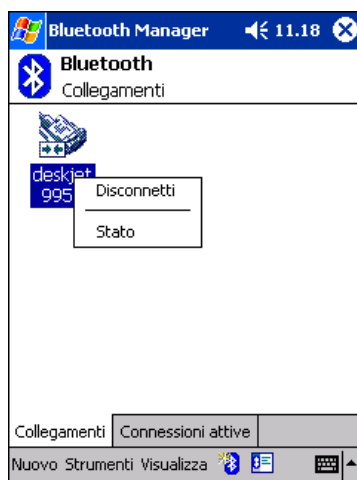 Bluetooth Manager 11.18
Bluetooth
Collegamenti
deskjet
995
Disconnetti
Stato
Collegamenti Connessioni attive
Nuovo Strumenti Visualizza